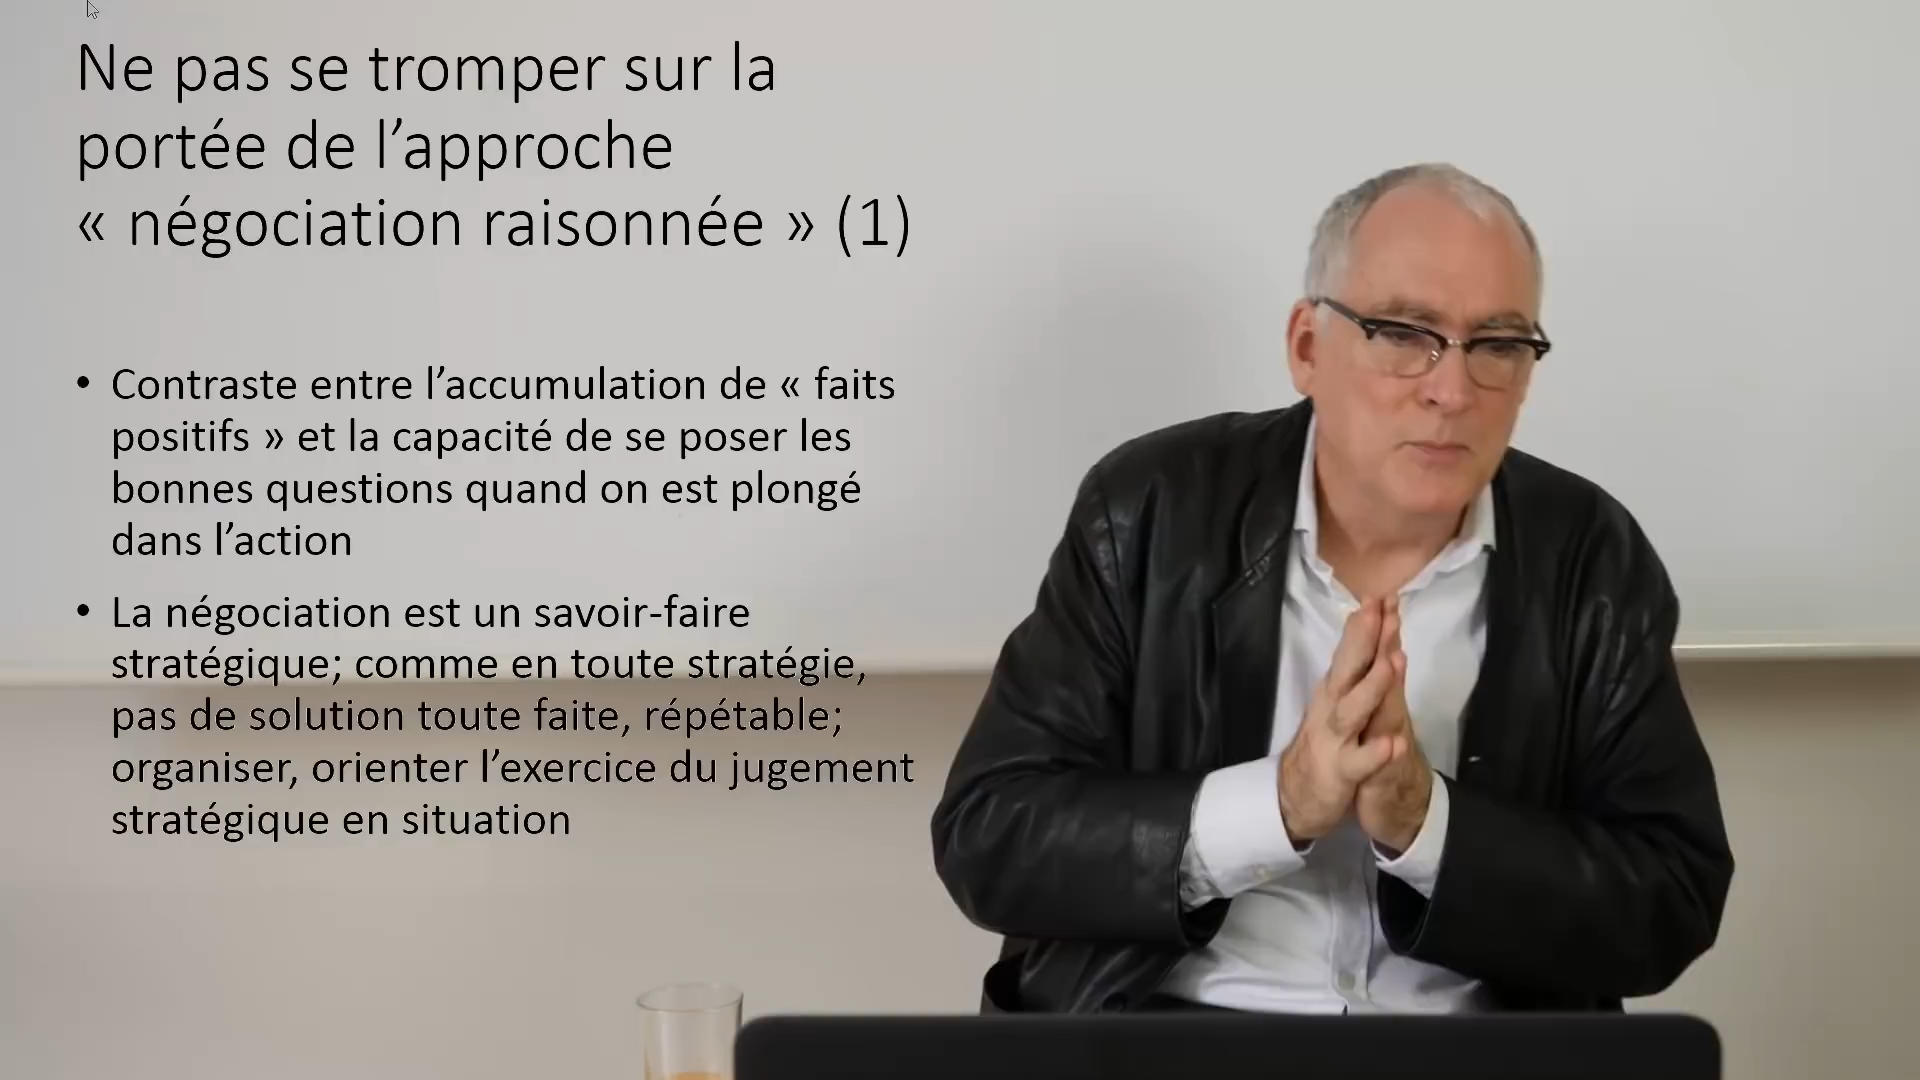 Ne pas se tromper sur la
portée de l’approche
« négociation raisonnée » (1)
• Contraste entre l’accumulation de « faits
positifs » et la capacité de se poser les
bonnes questions quand on est plongé
dans l’action
• La négociation est un savoir-faire
stratégique; comme en toute stratégie,
pas de solution toute faite, répétable;
organiser, orienter l’exercice du jugement
stratégique en situation